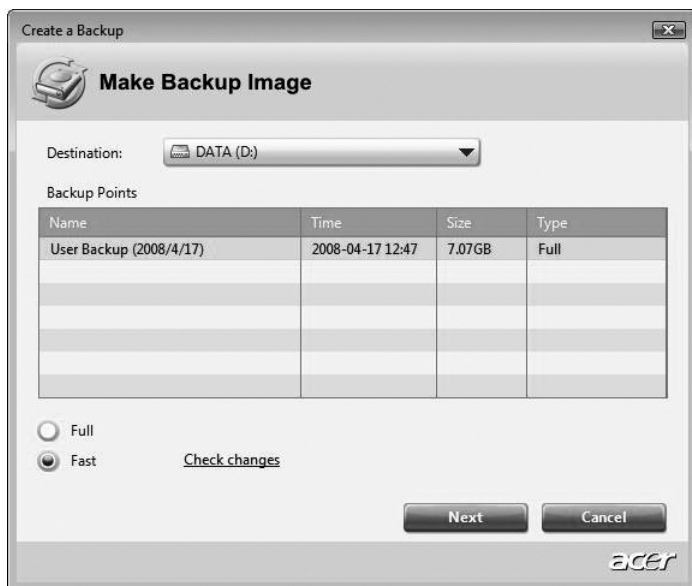 Create a Backup
Make Backup Image
Destination: DATA (D:)
Backup Points
Name Time Size Type
User Backup (2008/4/17) 2008-04-17 12:47 7.07GB Full
Full
Fast Check changes
Next Cancel
acer